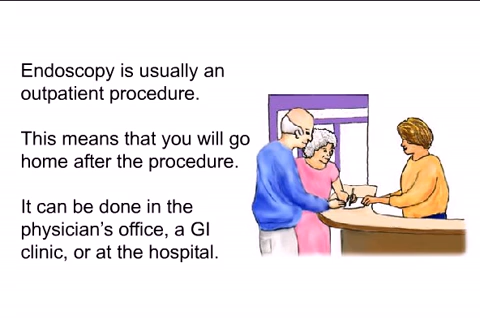 Endoscopy is usually an
outpatient procedure.
This means that you will go
home after the procedure.
It can be done in the
physician's office, a GI
clinic, or at the hospital.